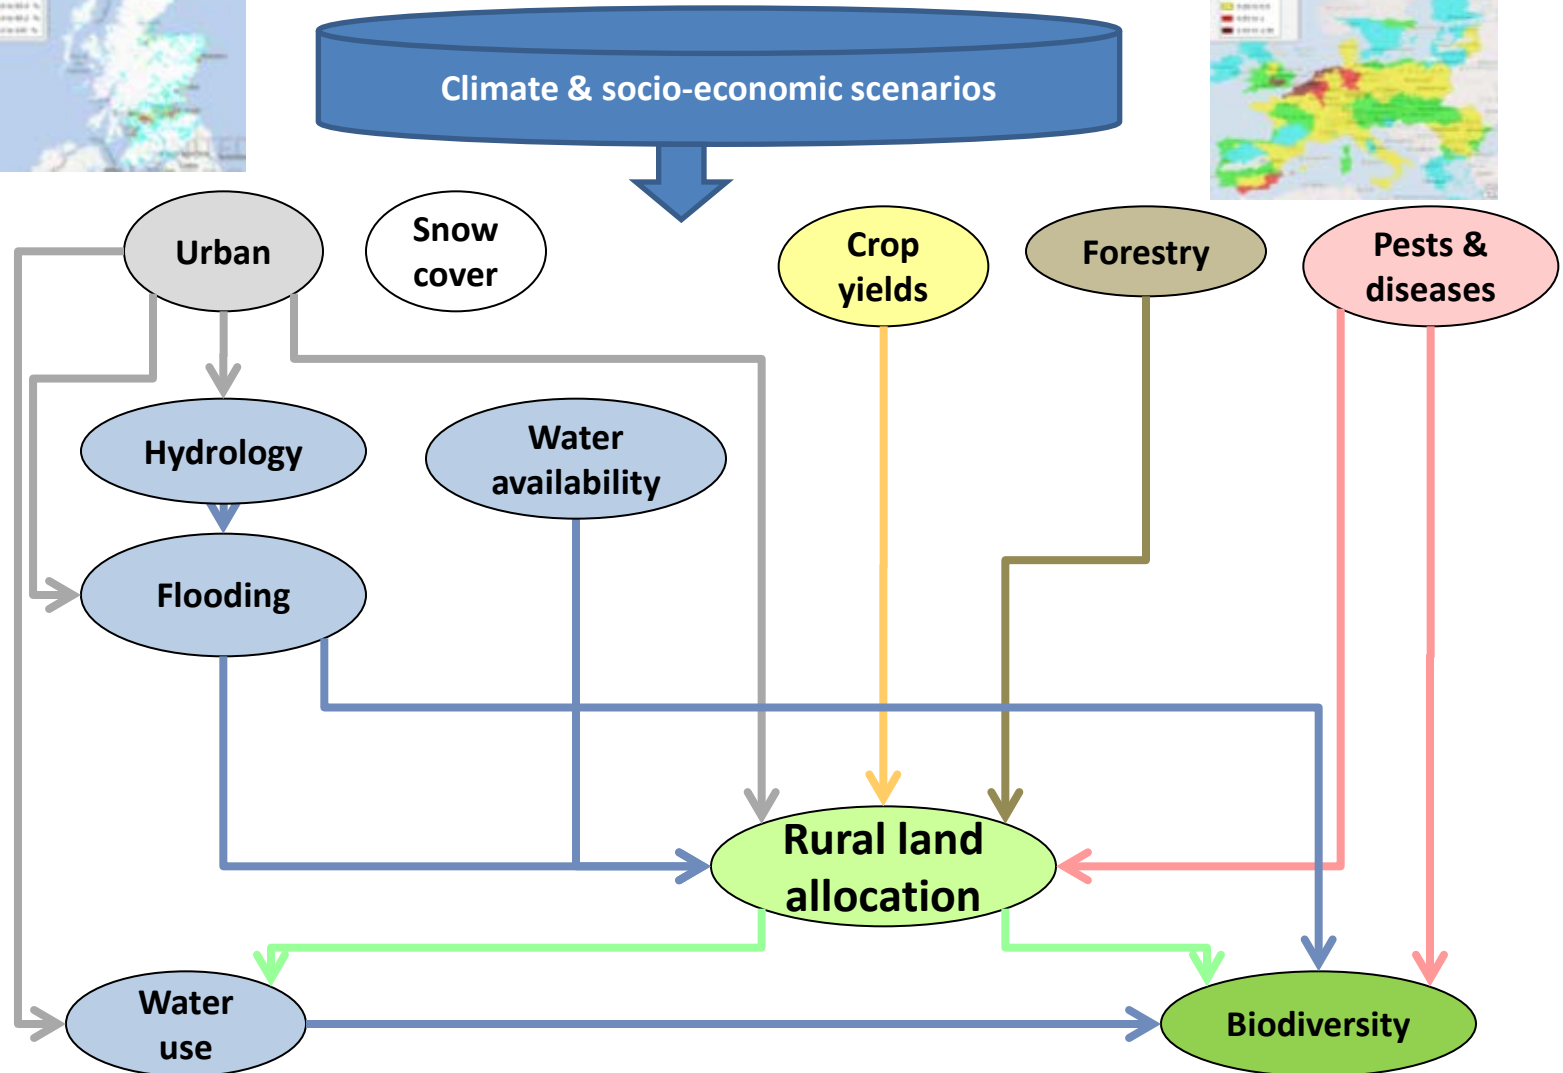 Climate & socio-economic scenarios
Urban
Snow
cover
Crop
yields
Forestry
Pests &
diseases
Hydrology
Water
availability
Flooding
Rural land
allocation
Water
use
Biodiversity